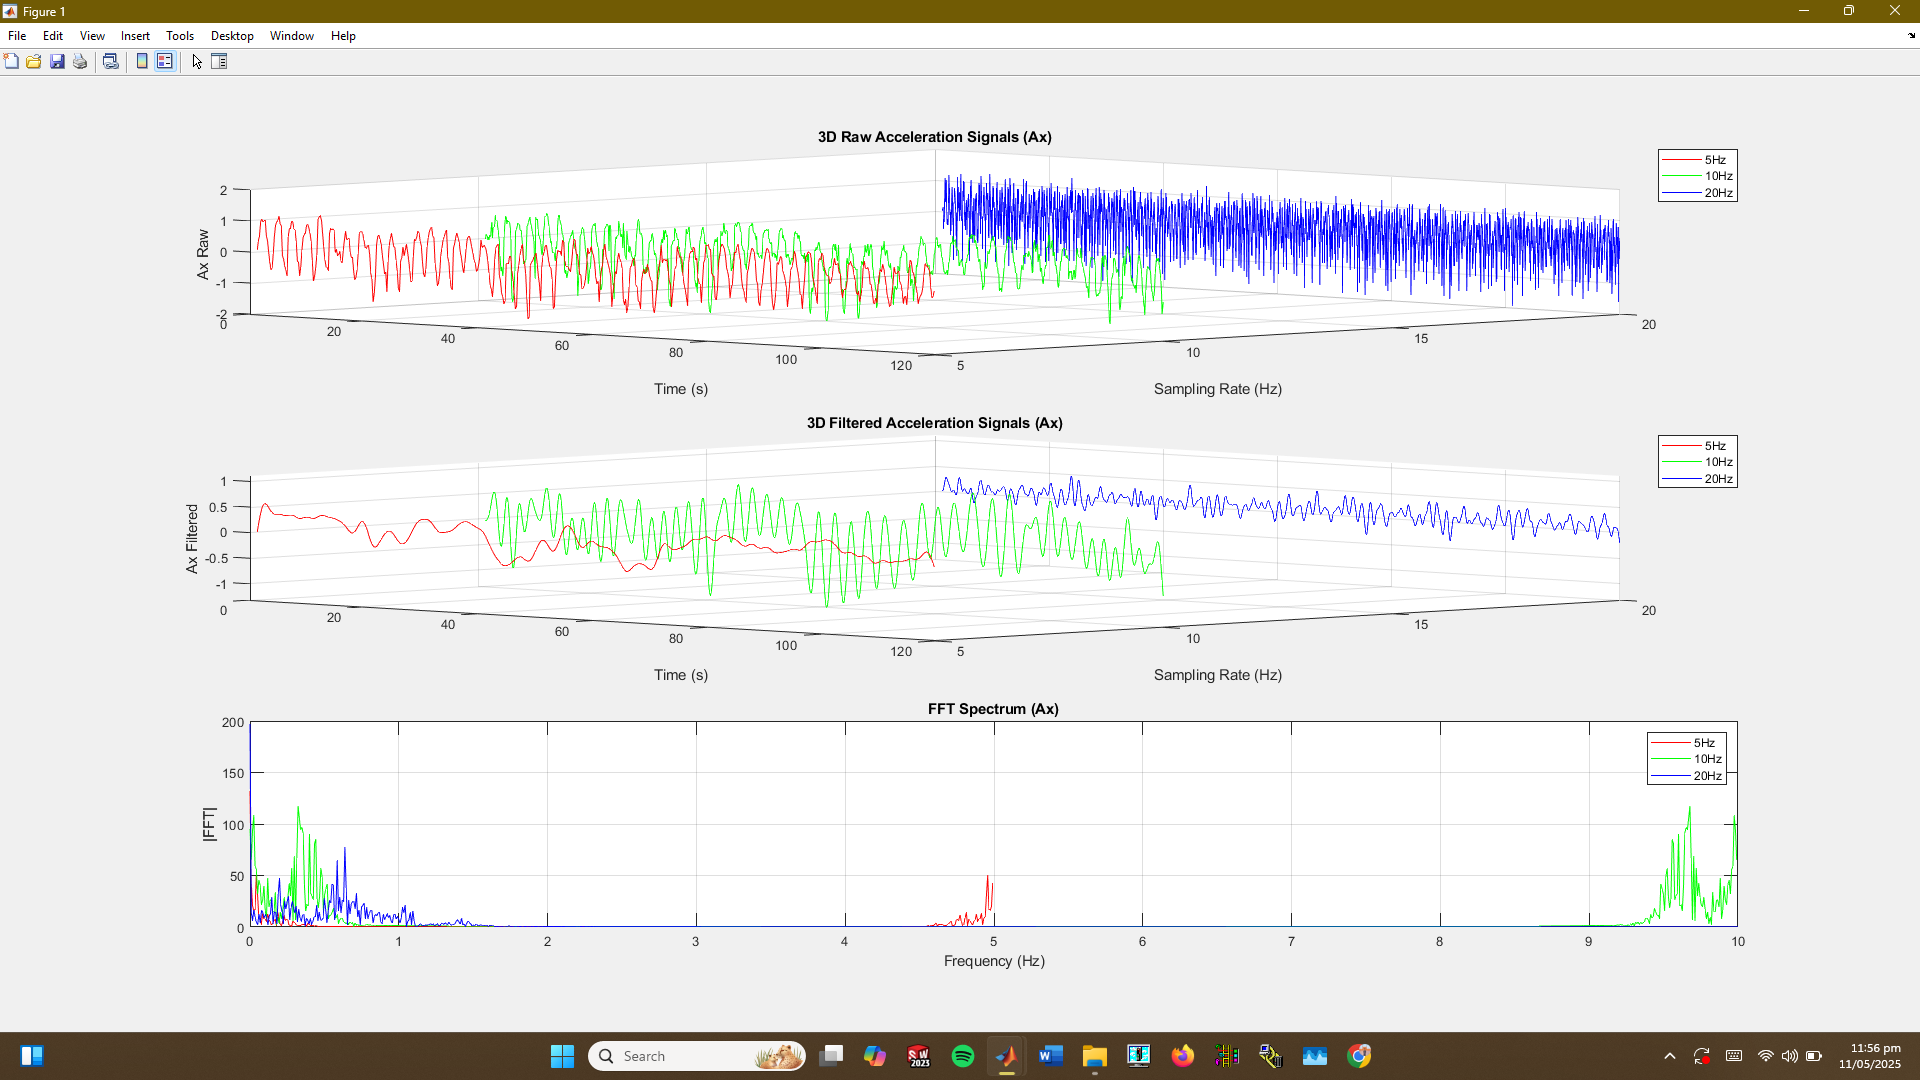 Figure 1
File Edit View Insert Tools Desktop Window Help
3D Raw Acceleration Signals (Ax)
5Hz
10Hz
20Hz
Ax Raw
2
1
0
-1
-2
0 20 40 60 80 100 120
5 10 15 20
Time (s)
Sampling Rate (Hz)
3D Filtered Acceleration Signals (Ax)
5Hz
10Hz
20Hz
Ax Filtered
1
0.5
0
-0.5
-1
0 20 40 60 80 100 120
5 10 15 20
Time (s)
Sampling Rate (Hz)
FFT Spectrum (Ax)
5Hz
10Hz
20Hz
|FFT|
200
150
100
50
0
0 1 2 3 4 5 6 7 8 9 10
Frequency (Hz)
Search
SW
2023
W
11:56 pm
11/05/2025